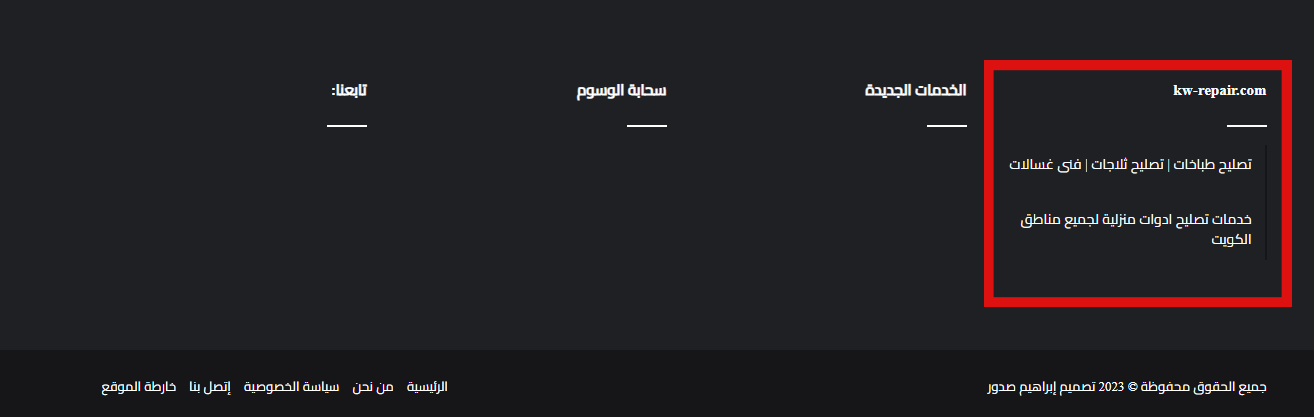 kw-repair.com
تصليح طباخات | تصليح ثلاجات | فنى غسالات
خدمات تصليح ادوات منزلية لجميع مناطق
الكويت
الخدمات الجديدة
سحابة الوسوم
تابعنا:
جميع الحقوق محفوظة © 2023 تصميم إبراهيم صدور
الرئيسية من نحن سياسة الخصوصية إتصل بنا خارطة الموقع